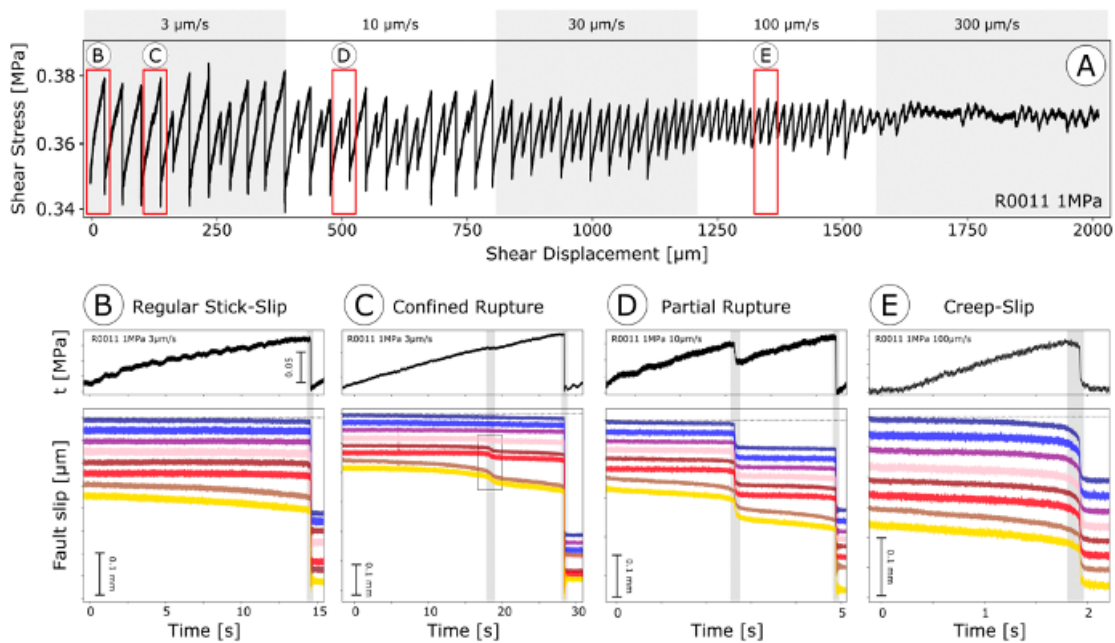 3 µm/s 10 µm/s 30 µm/s 100 µm/s 300 µm/s
B C D E A
Shear Stress [MPa]
0.38
0.36
0.34
R0011 1MPa
0 250 500 750 1000 1250 1500 1750 2000
Shear Displacement [µm]
B Regular Stick-Slip C Confined Rupture D Partial Rupture E Creep-Slip
t [MPa]
R0011 1MPa 3µm/s R0011 1MPa 3µm/s R0011 1MPa 10µm/s R0011 1MPa 100µm/s
0.05
Fault slip [µm]
0.1 mm 0.1 mm 0.1 mm 0.1 mm
0 5 10 15 0 10 20 30 0 5 0 1 2
Time [s] Time [s] Time [s] Time [s]